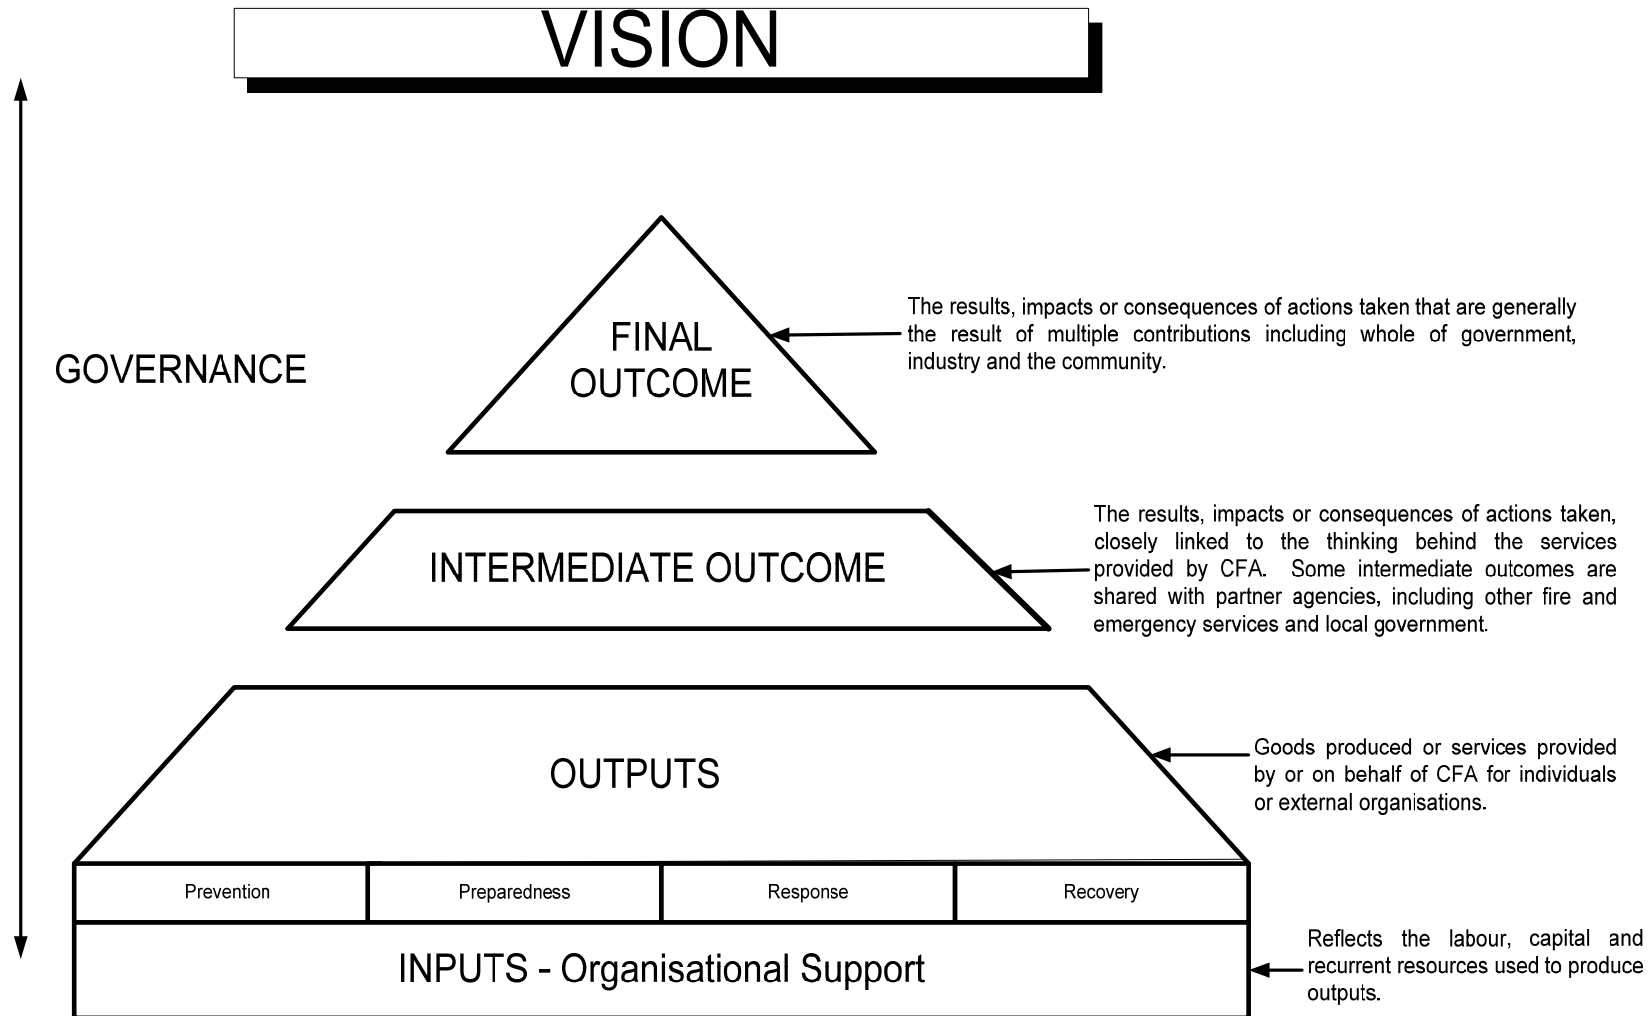 VISION
GOVERNANCE
FINAL
OUTCOME
The results, impacts or consequences of actions taken that are generally
the result of multiple contributions including whole of government,
industry and the community.
INTERMEDIATE OUTCOME
The results, impacts or consequences of actions taken,
closely linked to the thinking behind the services
provided by CFA. Some intermediate outcomes are
shared with partner agencies, including other fire and
emergency services and local government.
OUTPUTS
Goods produced or services provided
by or on behalf of CFA for individuals
or external organisations.
Prevention
Preparedness
Response
Recovery
INPUTS - Organisational Support
Reflects the labour, capital and
recurrent resources used to produce
outputs.